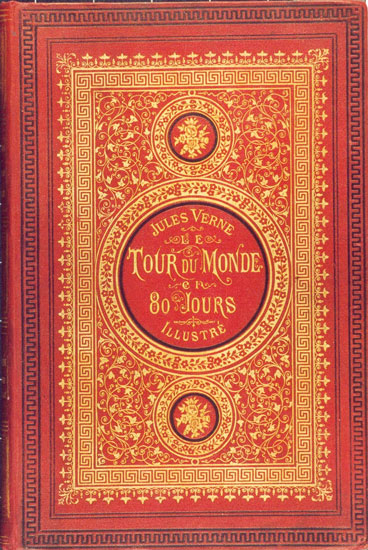 JULES VERNE
LE
TOUR DU MONDE
EN
80 JOURS
ILLUSTRÉ